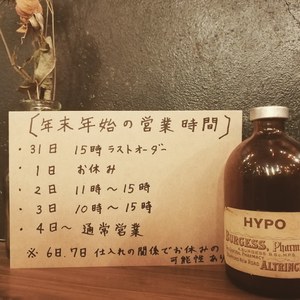 〔年末年始の営業時間〕
・31日 15時ラストオーダー
・1日 お休み
・2日 11時〜15時
・3日 10時〜15時
・4日〜 通常営業
※6日.7日 仕入れの関係でお休みの
可能性あり
HYPO
BURGESS, Pharm
ALTRING